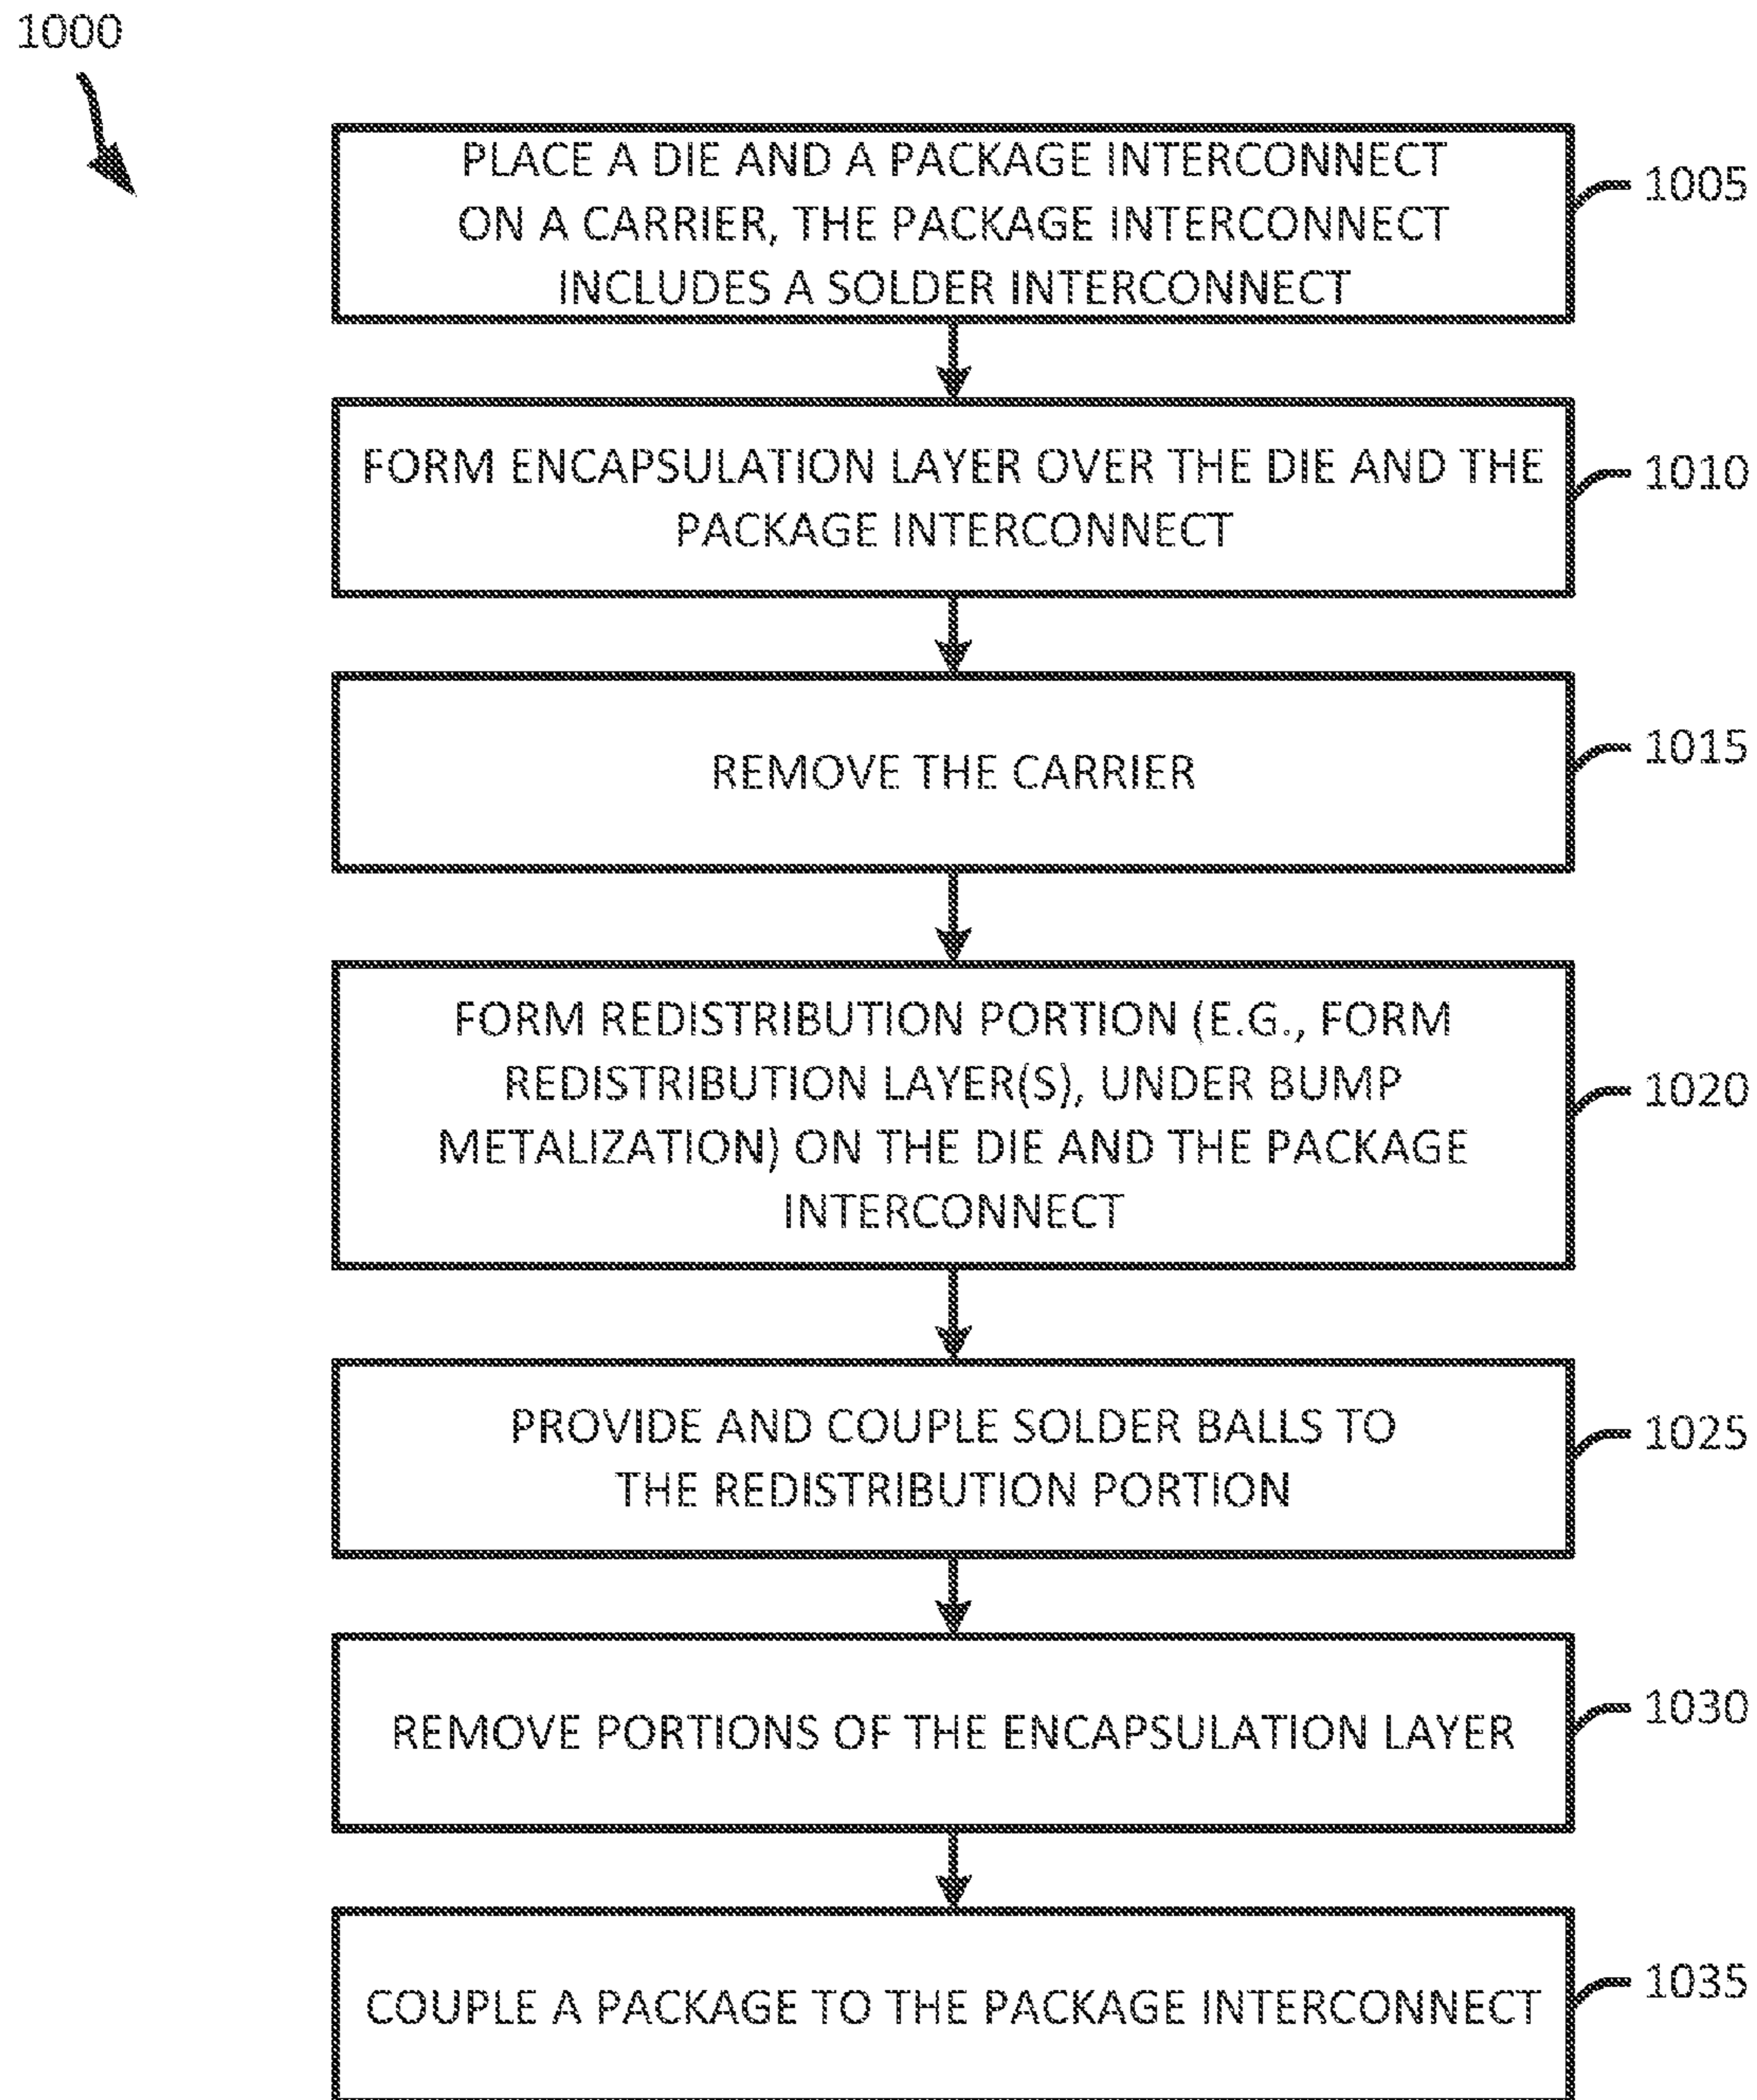 1000
PLACE A DIE AND A PACKAGE INTERCONNECT
ON A CARRIER, THE PACKAGE INTERCONNECT
INCLUDES A SOLDER INTERCONNECT
1005
FORM ENCAPSULATION LAYER OVER THE DIE AND THE
PACKAGE INTERCONNECT
1010
REMOVE THE CARRIER
1015
FORM REDISTRIBUTION PORTION (E.G., FORM
REDISTRIBUTION LAYER(S), UNDER BUMP
METALIZATION) ON THE DIE AND THE PACKAGE
INTERCONNECT
1020
PROVIDE AND COUPLE SOLDER BALLS TO
THE REDISTRIBUTION PORTION
1025
REMOVE PORTIONS OF THE ENCAPSULATION LAYER
1030
COUPLE A PACKAGE TO THE PACKAGE INTERCONNECT
1035